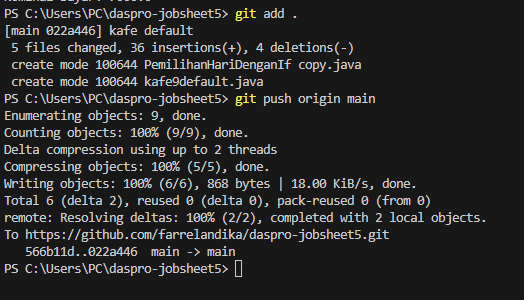 PS C:\Users\PC\daspro-jobsheet5> git add .
[main 022a446] kafe default
 5 files changed, 36 insertions(+), 4 deletions(-)
 create mode 100644 PemilihanHariDenganIf copy.java
 create mode 100644 kafe9default.java
PS C:\Users\PC\daspro-jobsheet5> git push origin main
Enumerating objects: 9, done.
Counting objects: 100% (9/9), done.
Delta compression using up to 2 threads
Compressing objects: 100% (5/5), done.
Writing objects: 100% (6/6), 868 bytes | 18.00 KiB/s, done.
Total 6 (delta 2), reused 0 (delta 0), pack-reused 0 (from 0)
remote: Resolving deltas: 100% (2/2), completed with 2 local objects.
To https://github.com/farrelandika/daspro-jobsheet5.git
   566b11d..022a446  main -> main
PS C:\Users\PC\daspro-jobsheet5>